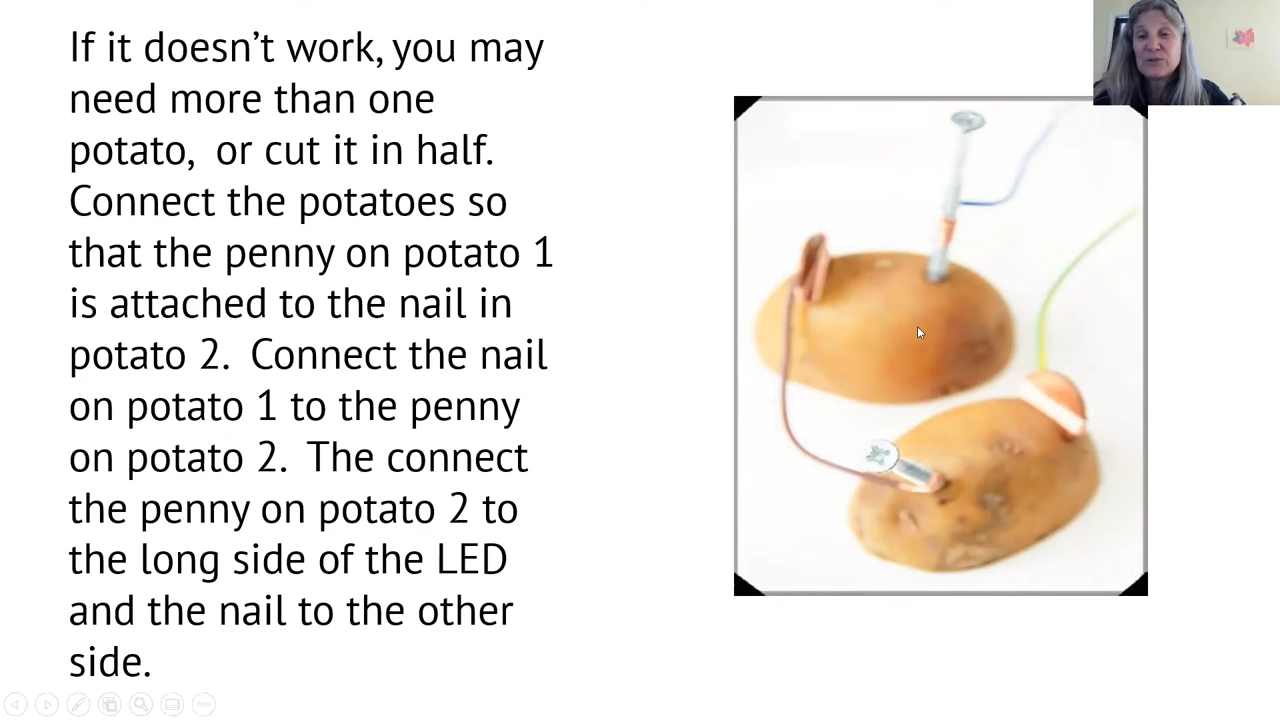 If it doesn’t work, you may
need more than one
potato,  or cut it in half.
Connect the potatoes so
that the penny on potato 1
is attached to the nail in
potato 2.  Connect the nail
on potato 1 to the penny
on potato 2.  The connect
the penny on potato 2 to
the long side of the LED
and the nail to the other
side.